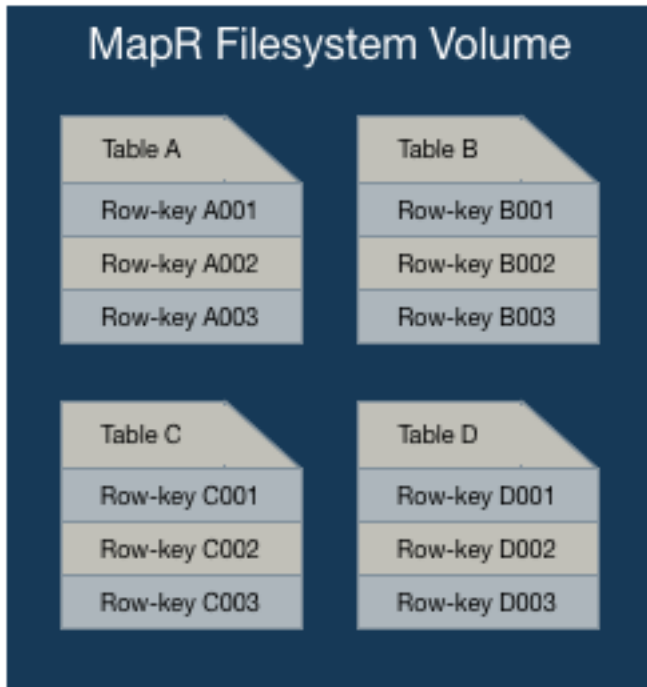 MapR Filesystem Volume
Table A
Row-key A001
Row-key A002
Row-key A003
Table B
Row-key B001
Row-key B002
Row-key B003
Table C
Row-key C001
Row-key C002
Row-key C003
Table D
Row-key D001
Row-key D002
Row-key D003